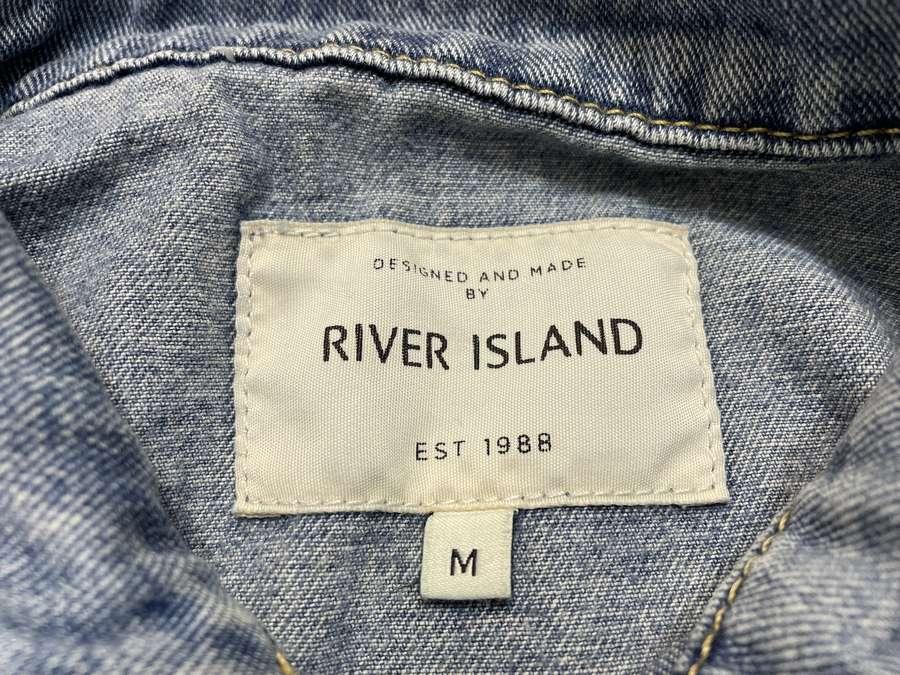 DESIGNED AND MADE
BY
RIVER ISLAND
EST 1988
M